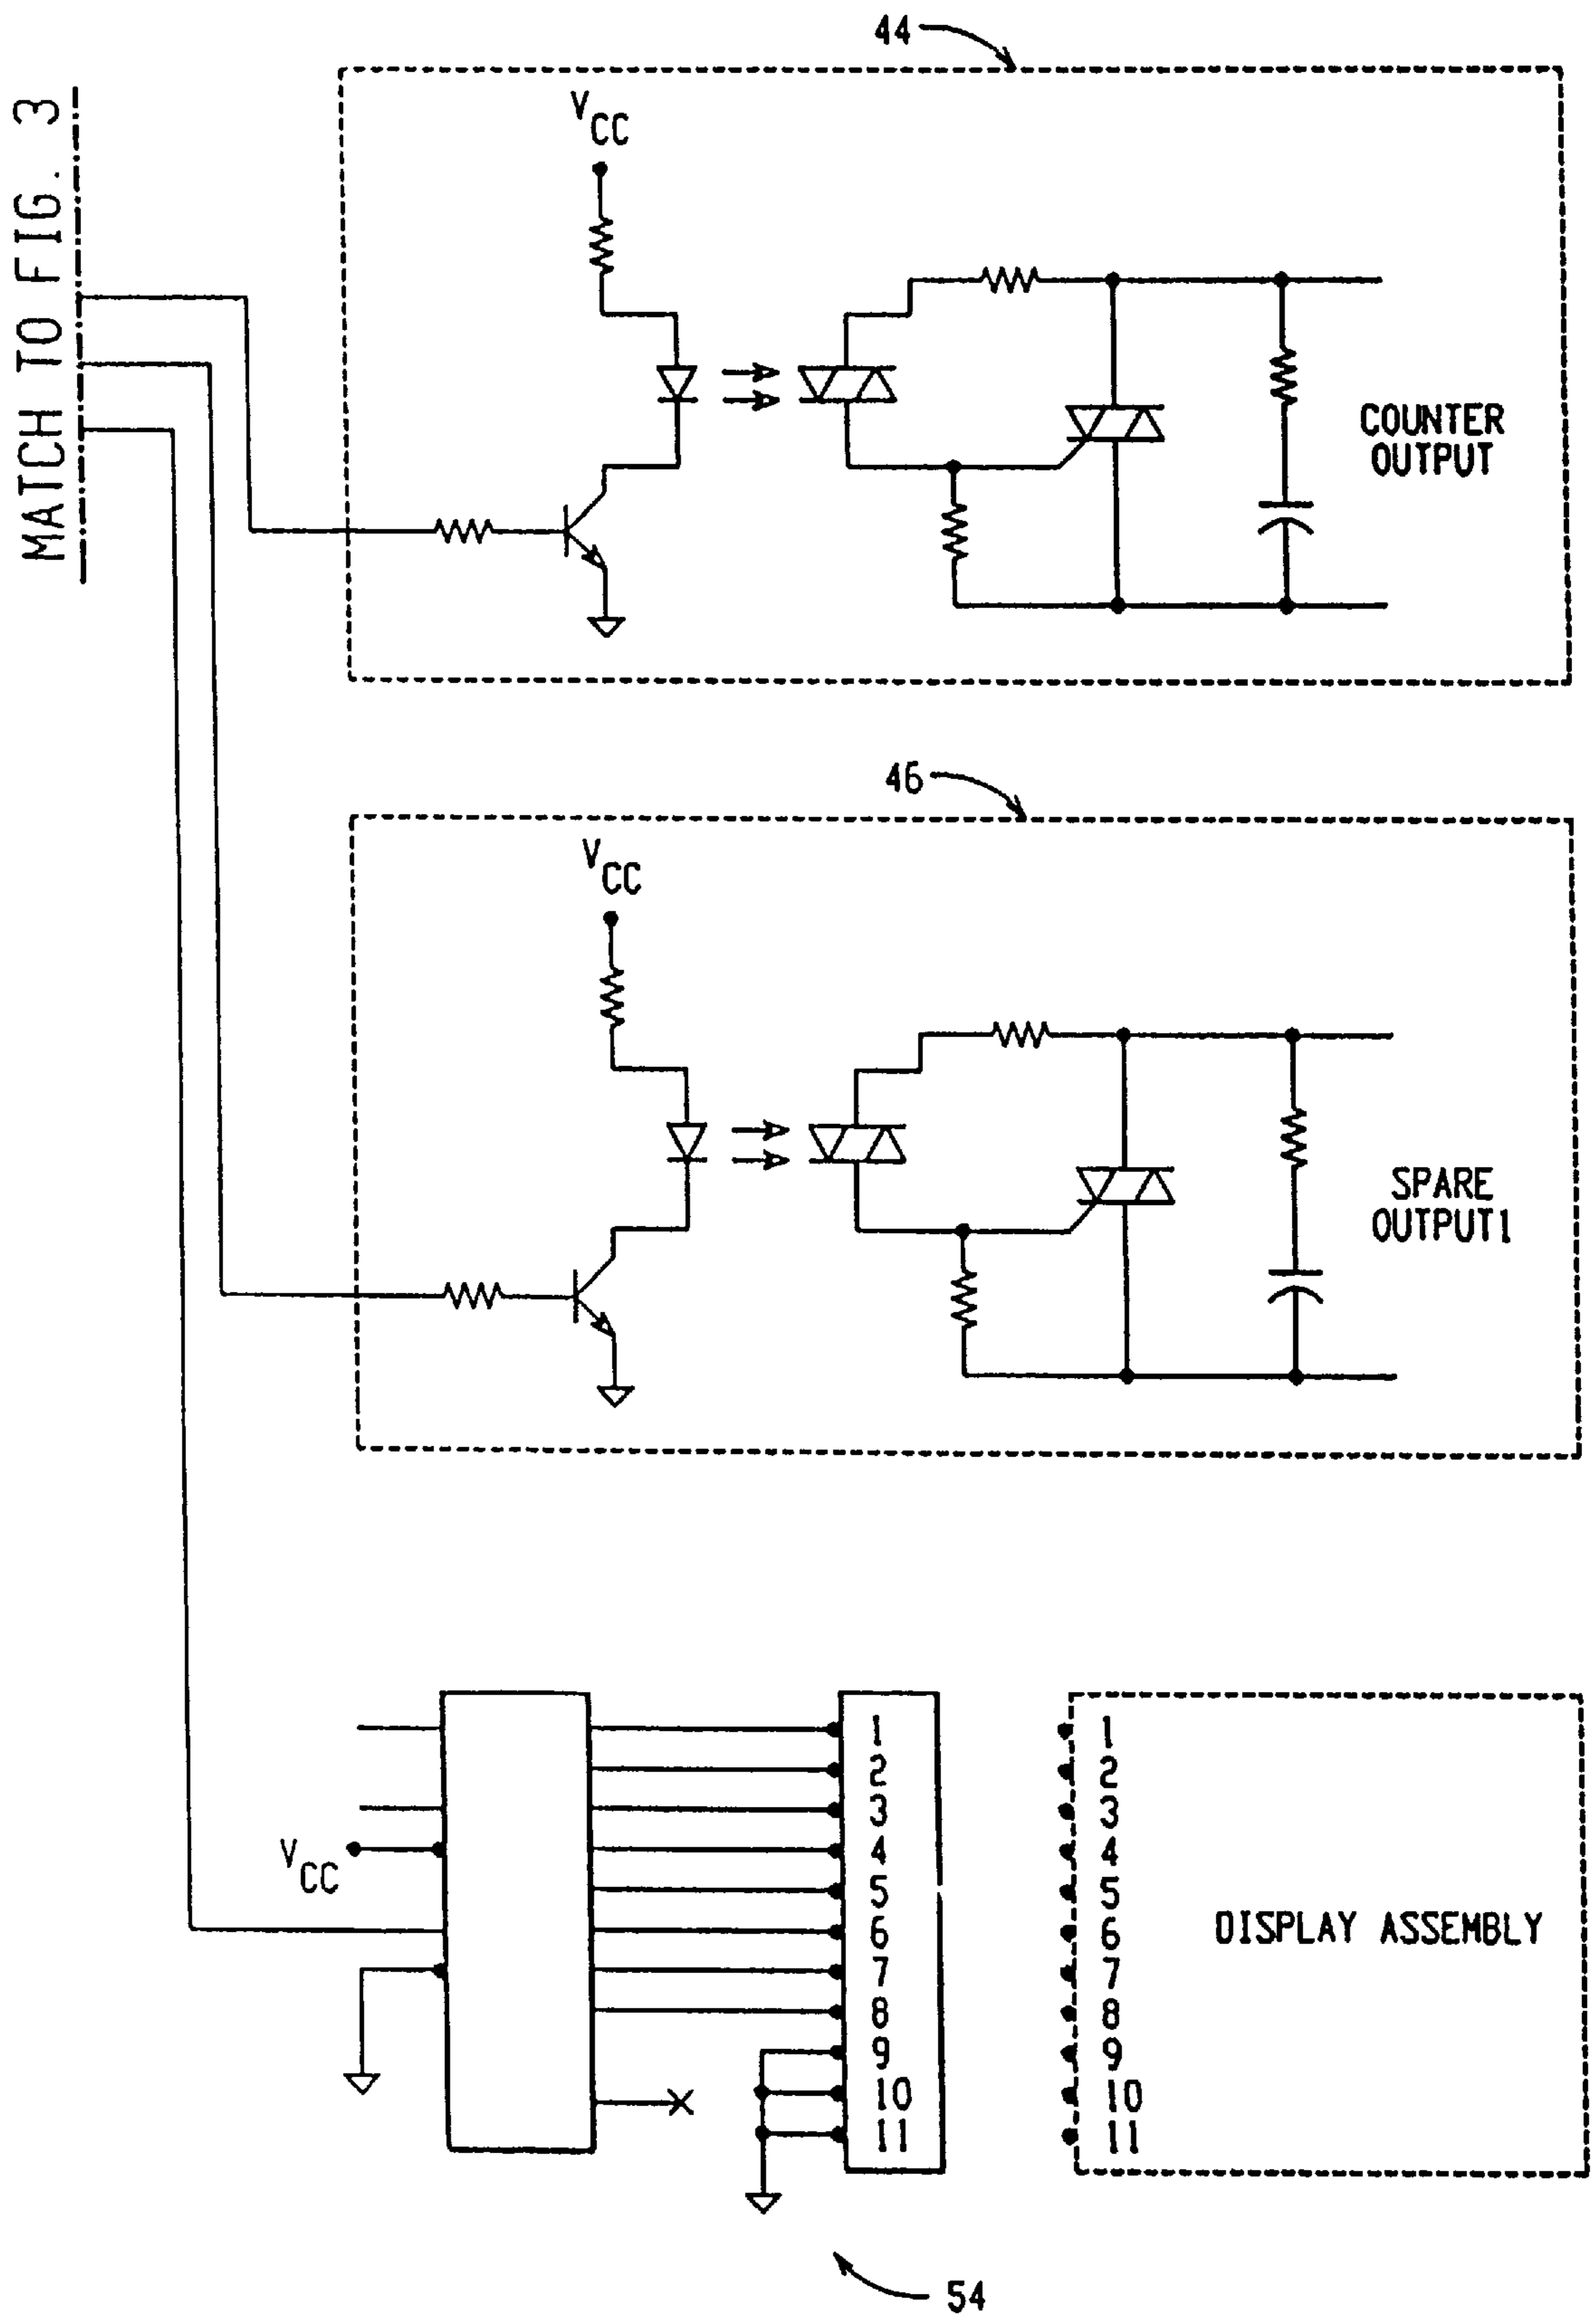 MATCH TO FIG. 3
44
VCC
COUNTER
OUTPUT
46
VCC
SPARE
OUTPUT1
VCC
1
2
3
4
5
6
7
8
9
10
11
1
2
3
4
5
6
7
8
9
10
11
DISPLAY ASSEMBLY
54